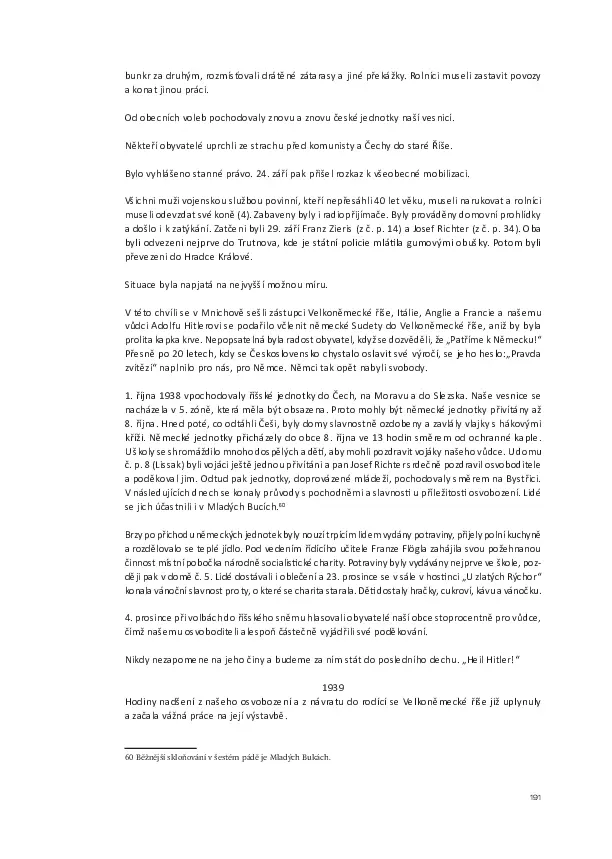 bunkr za druhým, rozmisťovali drátěné zátarasy a jiné překážky. Rolníci museli zastavit povozy
a konat jinou práci.
Od obecních voleb pochodovaly znovu a znovu české jednotky naší vesnicí.
Někteří obyvatelé uprchli ze strachu před komunisty a Čechy do staré Říše.
Bylo vyhlášeno stanné právo. 24. září pak přišel rozkaz k všeobecné mobilizaci.
Všichni muži vojenskou službou povinní, kteří nepřesáhli 40 let věku, museli narukovat a rolníci
museli odevzdat své koně (4). Zabaveny byly i radiopřijímače. Byly prováděny domovní prohlídky
a došlo i k zatýkání. Zatčeni byli 29. září Franz Zieris (z č. p. 14) a Josef Richter (z č. p. 34). Oba
byli odvezeni nejprve do Trutnova, kde je státní policie mlátila gumovými obušky. Potom byli
převezeni do Hradce Králové.
Situace byla napjatá na nejvyšší možnou míru.
V této chvíli se v Mnichově sešli zástupci Velkoněmecké říše, Itálie, Anglie a Francie a našemu
vůdci Adolfu Hitlerovi se podařilo včlenit německé Sudety do Velkoněmecké říše, aniž by byla
prolita kapka krve. Nepopsatelná byla radost obyvatel, když se dozvěděli, že „Patříme k Německu!“
Přesně po 20 letech, kdy se Československo chystalo oslavit své výročí, se jeho heslo:„Pravda
zvítězí“ naplnilo pro nás, pro Němce. Němci tak opět nabyli svobody.
1. října 1938 vpochodovaly říšské jednotky do Čech, na Moravu a do Slezska. Naše vesnice se
nacházela v 5. zóně, která měla být obsazena. Proto mohly být německé jednotky přivítány až
8. října. Hned poté, co odtáhli Češi, byly domy slavnostně ozdobeny a zavlály vlajky s hákovými
kříži. Německé jednotky přicházely do obce 8. října ve 13 hodin směrem od ochranné kaple.
U školy se shromáždilo mnoho dospělých a dětí, aby mohli pozdravit vojáky našeho vůdce. U domu
č. p. 8 (Lissak) byli vojáci ještě jednou přivítáni a pan Josef Richter srdečně pozdravil osvoboditele
a poděkoval jim. Odtud pak jednotky, doprovázené mládeží, pochodovaly směrem na Bystřici.
V následujících dnech se konaly průvody s pochodněmi a slavnosti u příležitosti osvobození. Lidé
se jich účastnili i v Mladých Bucích.60
Brzy po příchodu německých jednotek byly nouzí trpícím lidem vydány potraviny, přijely polní kuchyně
a rozdělovalo se teplé jídlo. Pod vedením řídícího učitele Franze Flögla zahájila svou požehnanou
činnost místní pobočka národně socialistické charity. Potraviny byly vydávány nejprve ve škole, poz-
ději pak v domě č. 5. Lidé dostávali i oblečení a 23. prosince se v sále v hostinci „U zlatých Rýchor“
konala vánoční slavnost pro ty, o které se charita starala. Děti dostaly hračky, cukroví, kávu a vánočku.
4. prosince při volbách do říšského sněmu hlasovali obyvatelé naší obce stoprocentně pro vůdce,
čímž našemu osvoboditeli alespoň částečně vyjádřili své poděkování.
Nikdy nezapomene na jeho činy a budeme za ním stát do posledního dechu. „Heil Hitler!“
1939
Hodiny nadšení z našeho osvobození a z návratu do rodící se Velkoněmecké říše již uplynuly
a začala vážná práce na její výstavbě.
60 Běžnější skloňování v šestém pádě je Mladých Bukách.
191